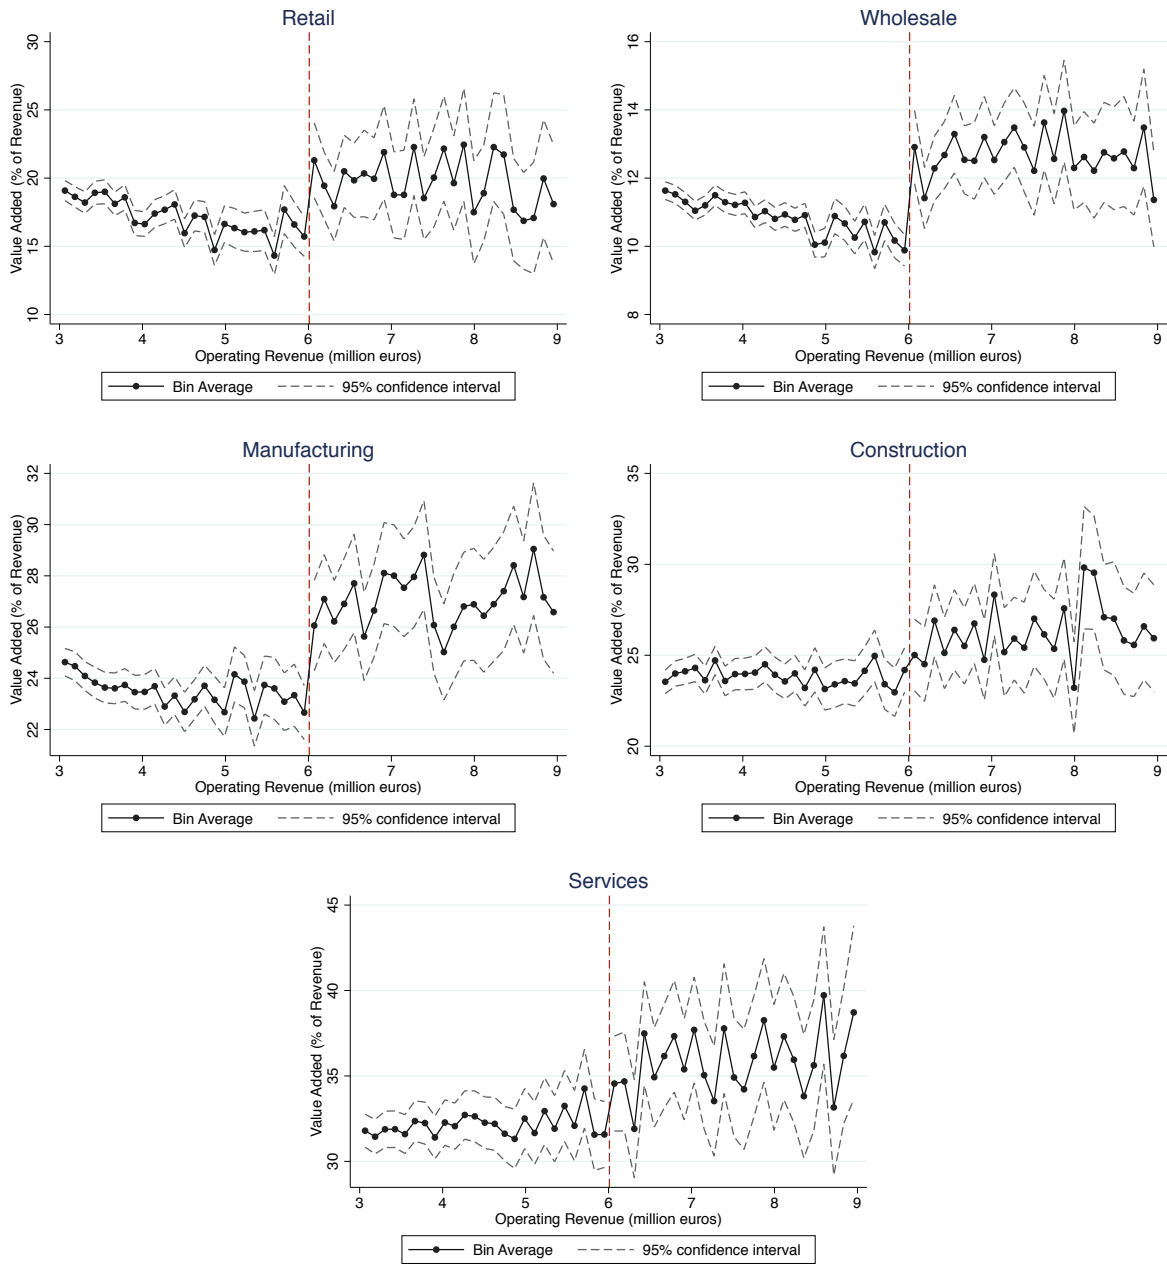 Retail
Value Added (% of Revenue)
30
25
20
15
10
3 4 5 6 7 8 9
Operating Revenue (million euros)
Bin Average 95% confidence interval
Wholesale
Value Added (% of Revenue)
16
14
12
10
8
3 4 5 6 7 8 9
Operating Revenue (million euros)
Bin Average 95% confidence interval
Manufacturing
Value Added (% of Revenue)
32
30
28
26
24
22
3 4 5 6 7 8 9
Operating Revenue (million euros)
Bin Average 95% confidence interval
Construction
Value Added (% of Revenue)
35
30
25
20
3 4 5 6 7 8 9
Operating Revenue (million euros)
Bin Average 95% confidence interval
Services
Value Added (% of Revenue)
45
40
35
30
3 4 5 6 7 8 9
Operating Revenue (million euros)
Bin Average 95% confidence interval